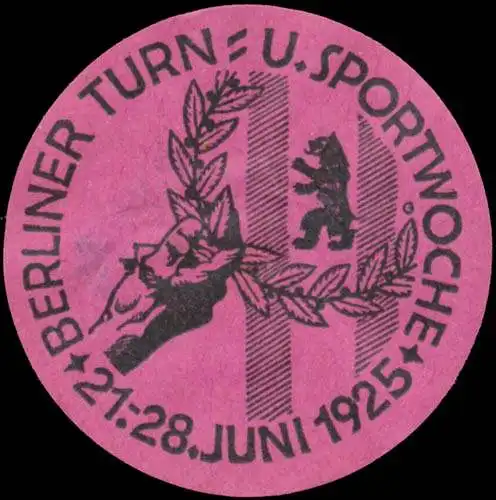 BERLINER TURN= U. SPORTWOCHE
21.-28. JUNI 1925